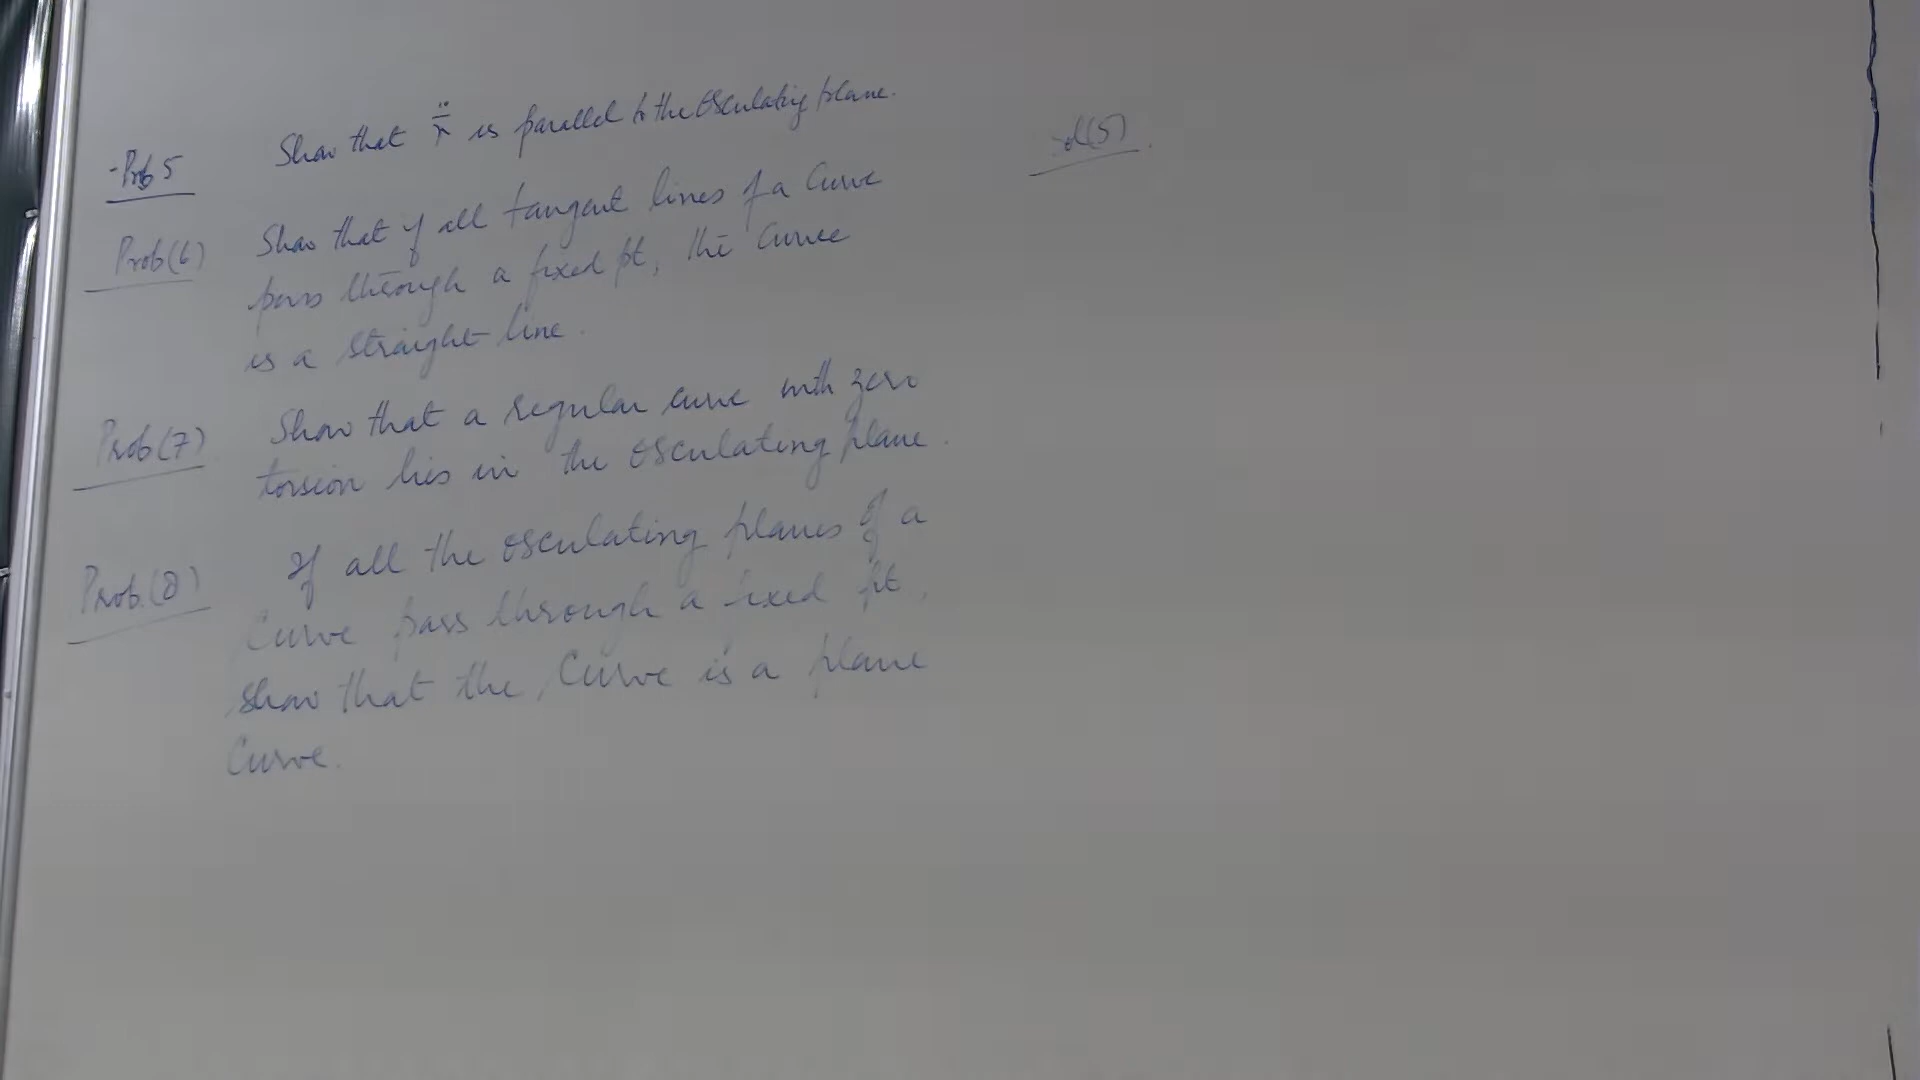 Prob 5 Show that r̈ is parallel to the osculating plane.
Prob(6) Show that if all tangent lines of a curve
pass through a fixed pt, the curve
is a straight line.
Prob(7) Show that a regular curve with zero
torsion lies in the osculating plane.
Prob.(8) If all the osculating planes of a
curve pass through a fixed pt,
show that the curve is a plane
curve.
Sol(5).